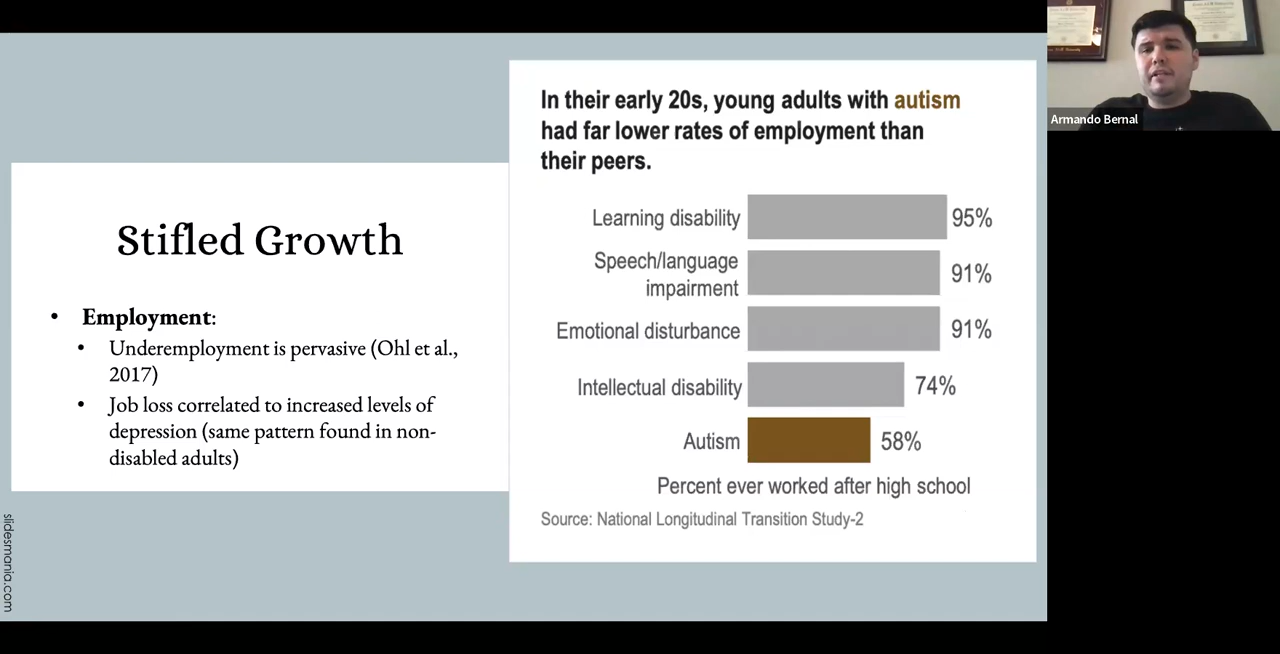 Stifled Growth
• Employment:
• Underemployment is pervasive (Ohl et al.,
2017)
• Job loss correlated to increased levels of
depression (same pattern found in non-
disabled adults)
slidesmania.com
In their early 20s, young adults with autism
had far lower rates of employment than
their peers.
Learning disability 95%
Speech/language
impairment 91%
Emotional disturbance 91%
Intellectual disability 74%
Autism 58%
Percent ever worked after high school
Source: National Longitudinal Transition Study-2
Armando Bernal